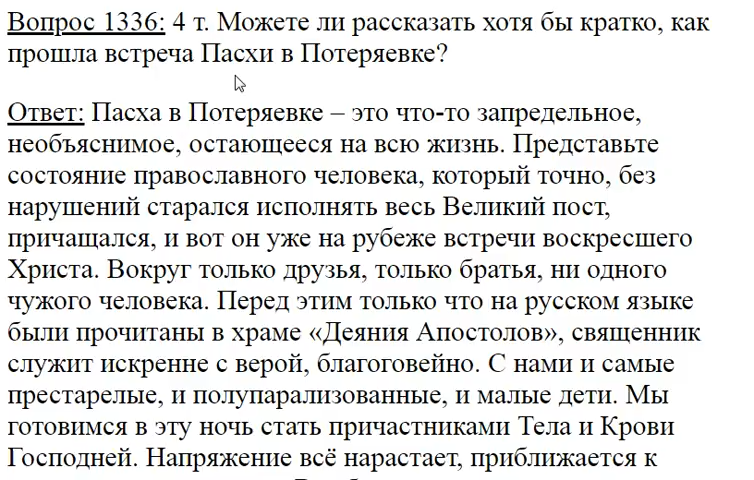 Вопрос 1336: 4 т. Можете ли рассказать хотя бы кратко, как
прошла встреча Пасхи в Потеряевке?
Ответ: Пасха в Потеряевке – это что-то запредельное,
необъяснимое, остающееся на всю жизнь. Представьте
состояние православного человека, который точно, без
нарушений старался исполнять весь Великий пост,
причащался, и вот он уже на рубеже встречи воскресшего
Христа. Вокруг только друзья, только братья, ни одного
чужого человека. Перед этим только что на русском языке
были прочитаны в храме «Деяния Апостолов», священник
служит искренне с верой, благоговейно. С нами и самые
престарелые, и полупарализованные, и малые дети. Мы
готовимся в эту ночь стать причастниками Тела и Крови
Господней. Напряжение всё нарастает, приближается к